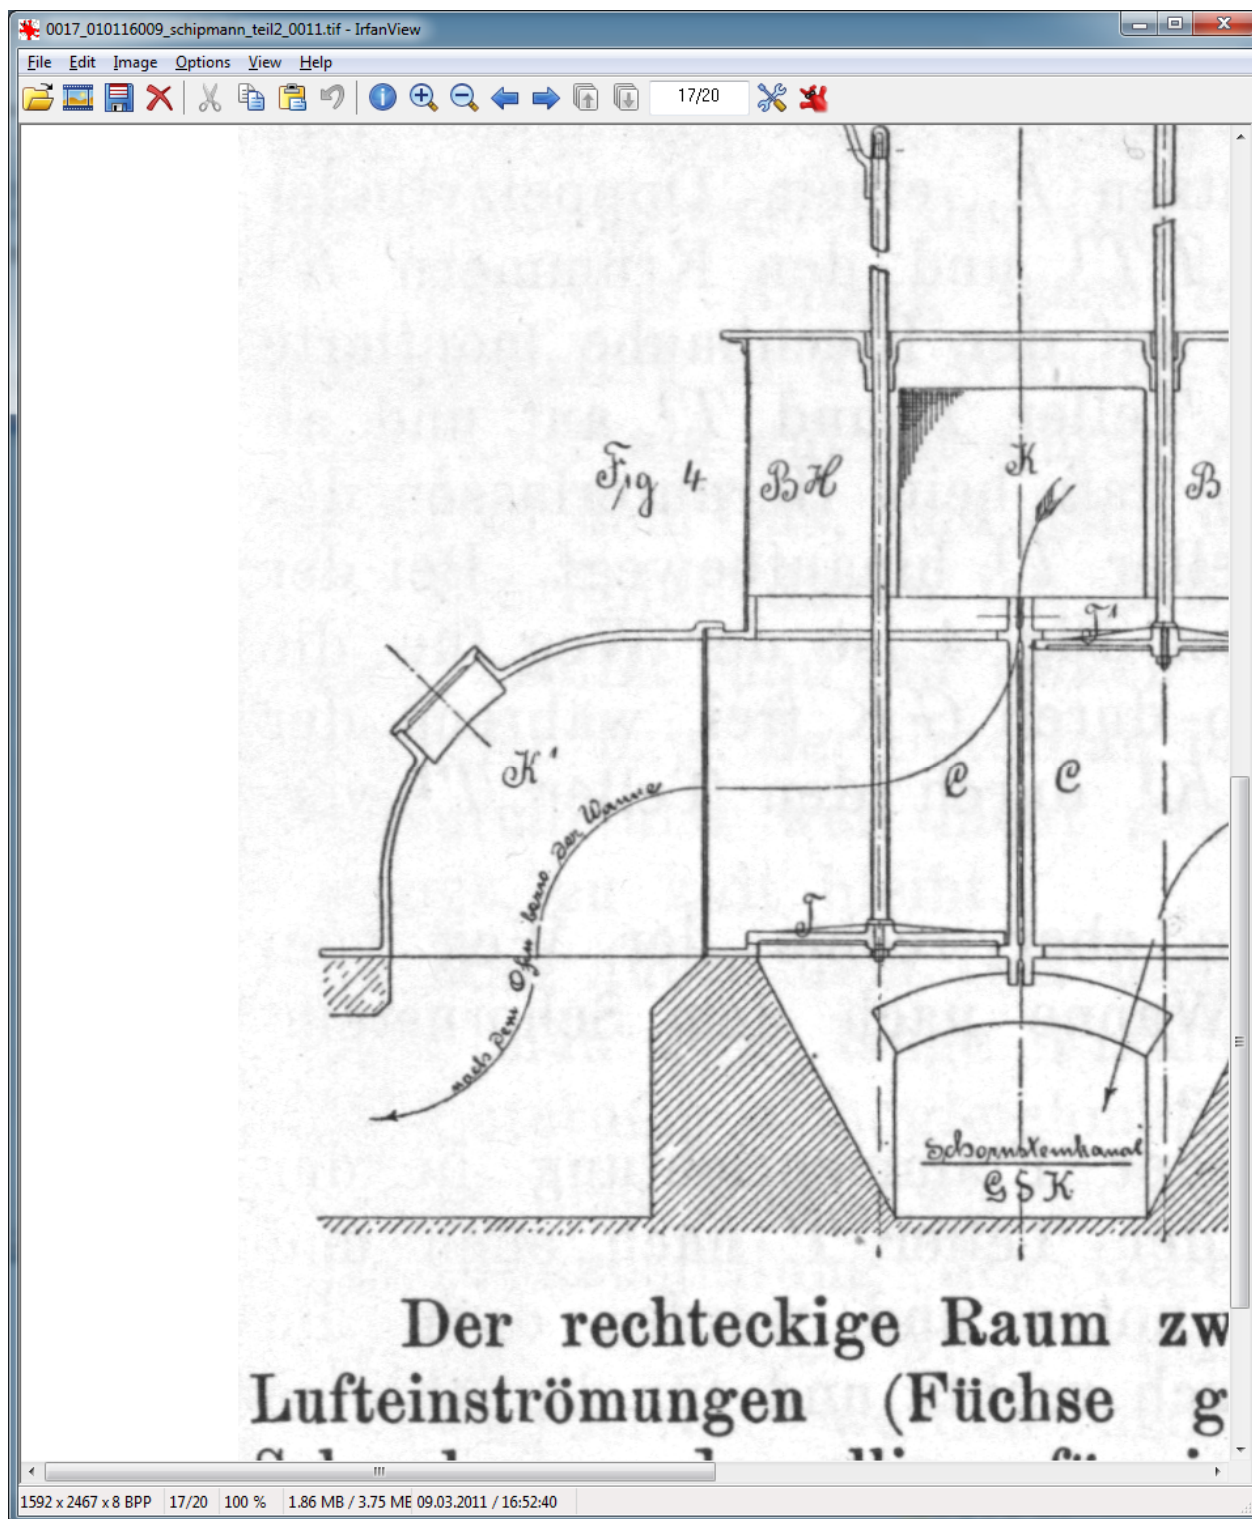 0017_010116009_schipmann_teil2_0011.tif - IrfanView
File Edit Image Options View Help
17/20
Fig 4
BH
K
B
T'
K'
C
C
nach dem Ofen bezw der Wanne
T
Schornsteinkanal
GSK
Der rechteckige Raum zw
Lufteinströmungen (Füchse g
1592 x 2467 x 8 BPP 17/20 100 % 1.86 MB / 3.75 ME 09.03.2011 / 16:52:40